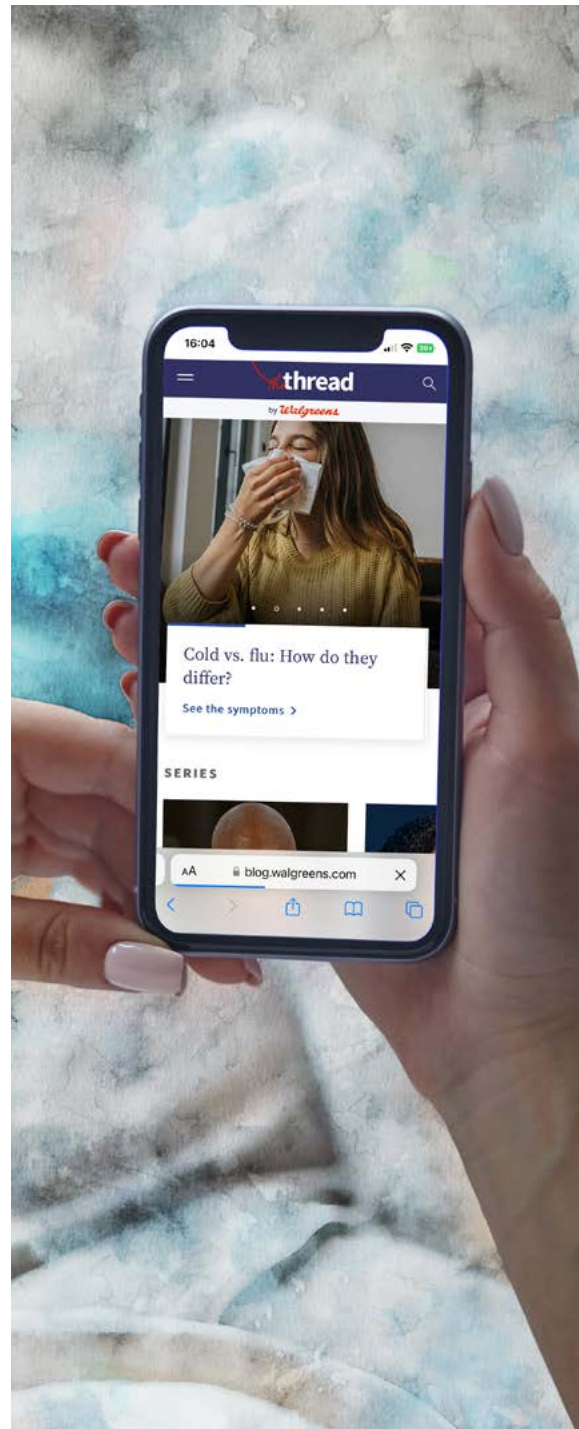 16:04
thread
by Walgreens
Cold vs. flu: How do they
differ?
See the symptoms >
SERIES
AA blog.walgreens.com